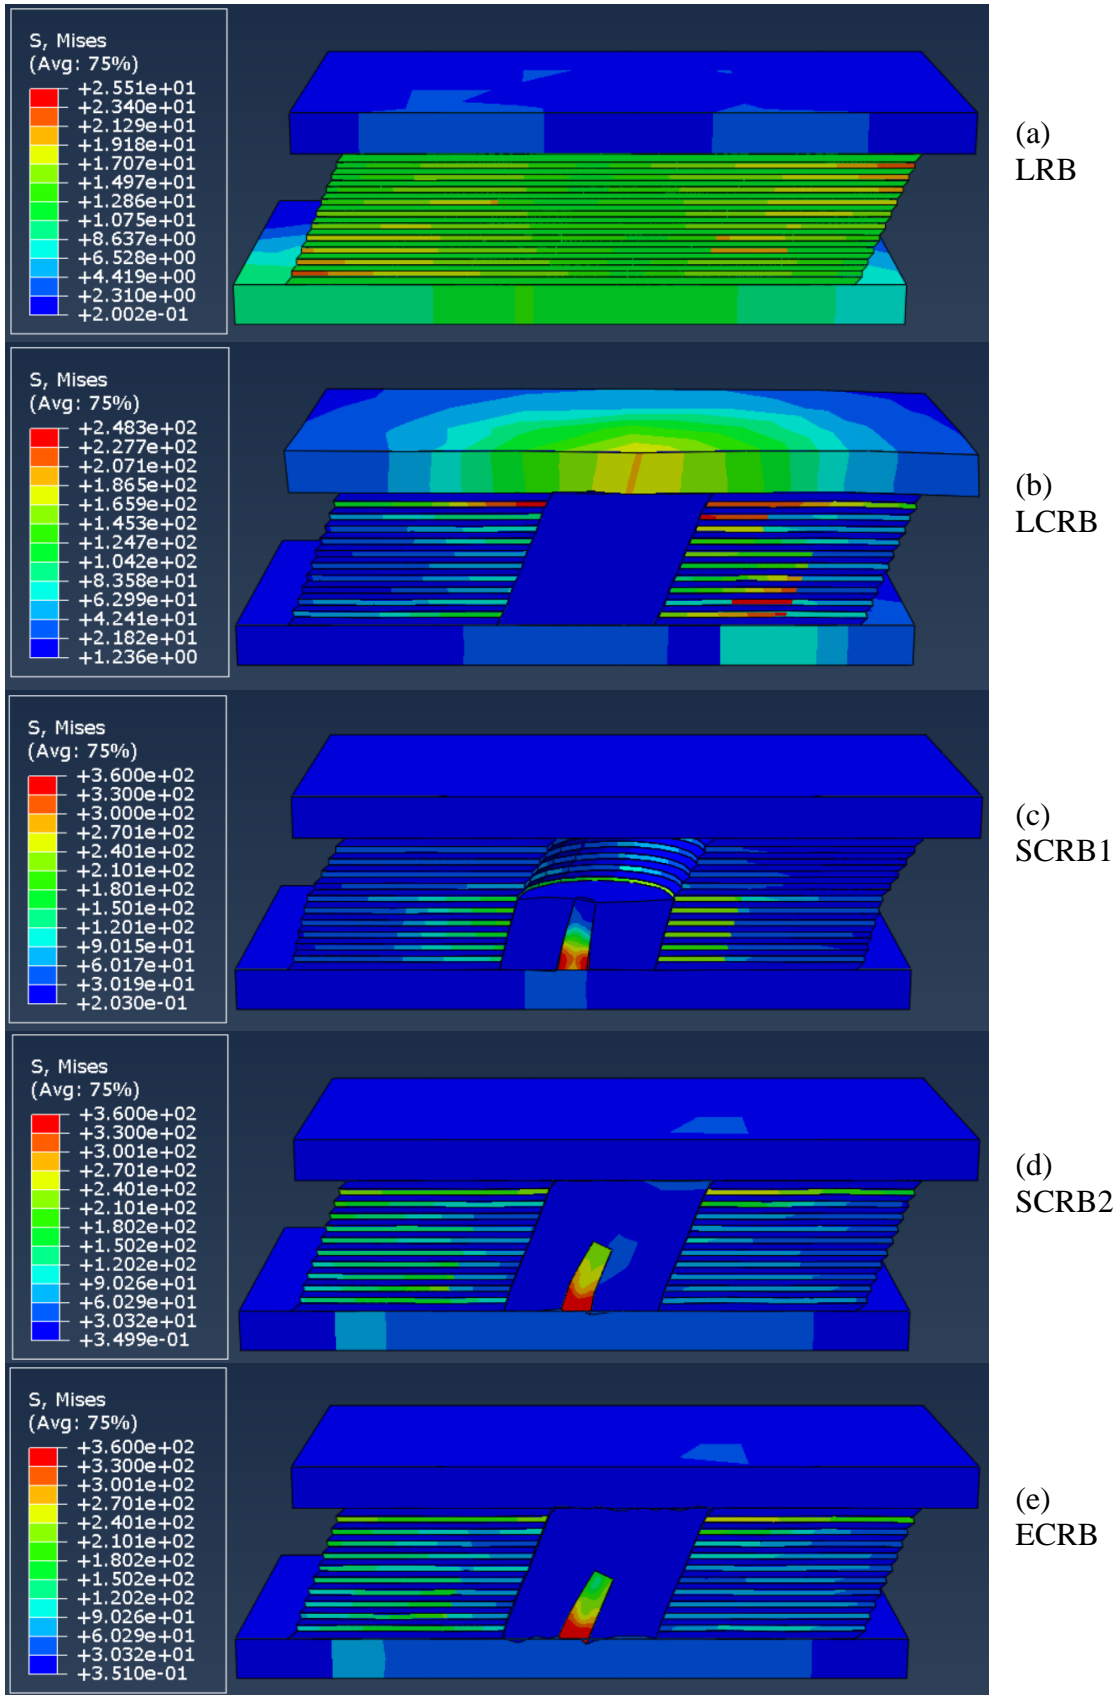 S, Mises
(Avg: 75%)
+2.551e+01
+2.340e+01
+2.129e+01
+1.918e+01
+1.707e+01
+1.497e+01
+1.286e+01
+1.075e+01
+8.637e+00
+6.528e+00
+4.419e+00
+2.310e+00
+2.002e-01
(a)
LRB
S, Mises
(Avg: 75%)
+2.483e+02
+2.277e+02
+2.071e+02
+1.865e+02
+1.659e+02
+1.453e+02
+1.247e+02
+1.042e+02
+8.358e+01
+6.299e+01
+4.241e+01
+2.182e+01
+1.236e+00
(b)
LCRB
S, Mises
(Avg: 75%)
+3.600e+02
+3.300e+02
+3.000e+02
+2.701e+02
+2.401e+02
+2.101e+02
+1.801e+02
+1.501e+02
+1.201e+02
+9.015e+01
+6.017e+01
+3.019e+01
+2.030e-01
(c)
SCRB1
S, Mises
(Avg: 75%)
+3.600e+02
+3.300e+02
+3.001e+02
+2.701e+02
+2.401e+02
+2.101e+02
+1.802e+02
+1.502e+02
+1.202e+02
+9.026e+01
+6.029e+01
+3.032e+01
+3.499e-01
(d)
SCRB2
S, Mises
(Avg: 75%)
+3.600e+02
+3.300e+02
+3.001e+02
+2.701e+02
+2.401e+02
+2.101e+02
+1.802e+02
+1.502e+02
+1.202e+02
+9.026e+01
+6.029e+01
+3.032e+01
+3.510e-01
(e)
ECRB